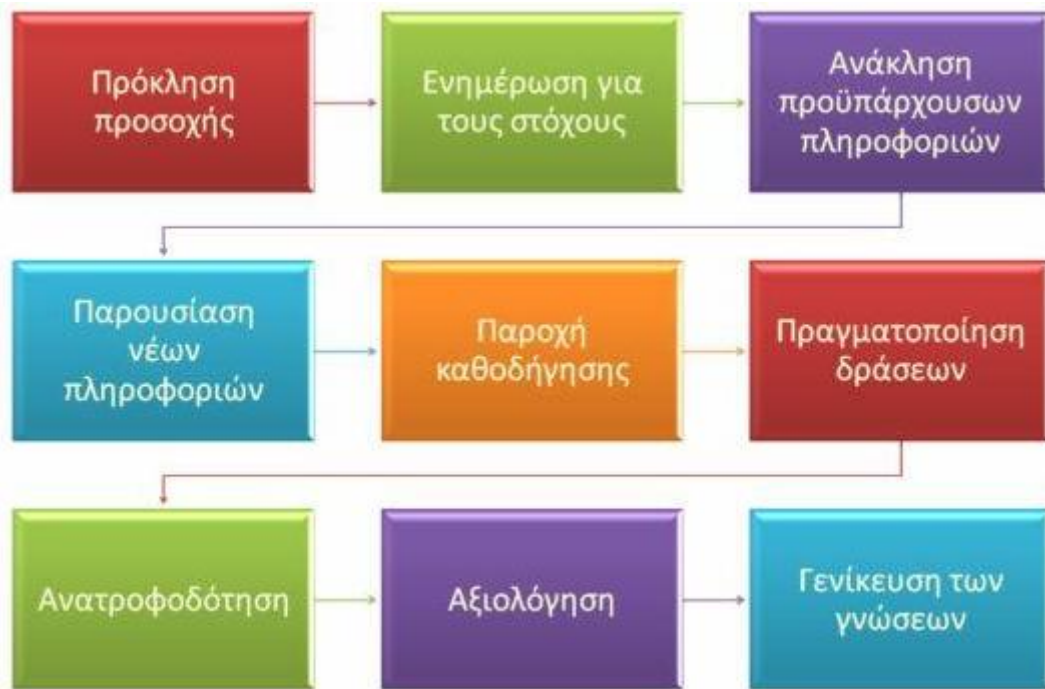 Πρόκληση
προσοχής
Ενημέρωση για
τους στόχους
Ανάκληση
προϋπάρχουσων
πληροφοριών
Παρουσίαση
νέων
πληροφοριών
Παροχή
καθοδήγησης
Πραγματοποίηση
δράσεων
Ανατροφοδότηση
Αξιολόγηση
Γενίκευση των
γνώσεων